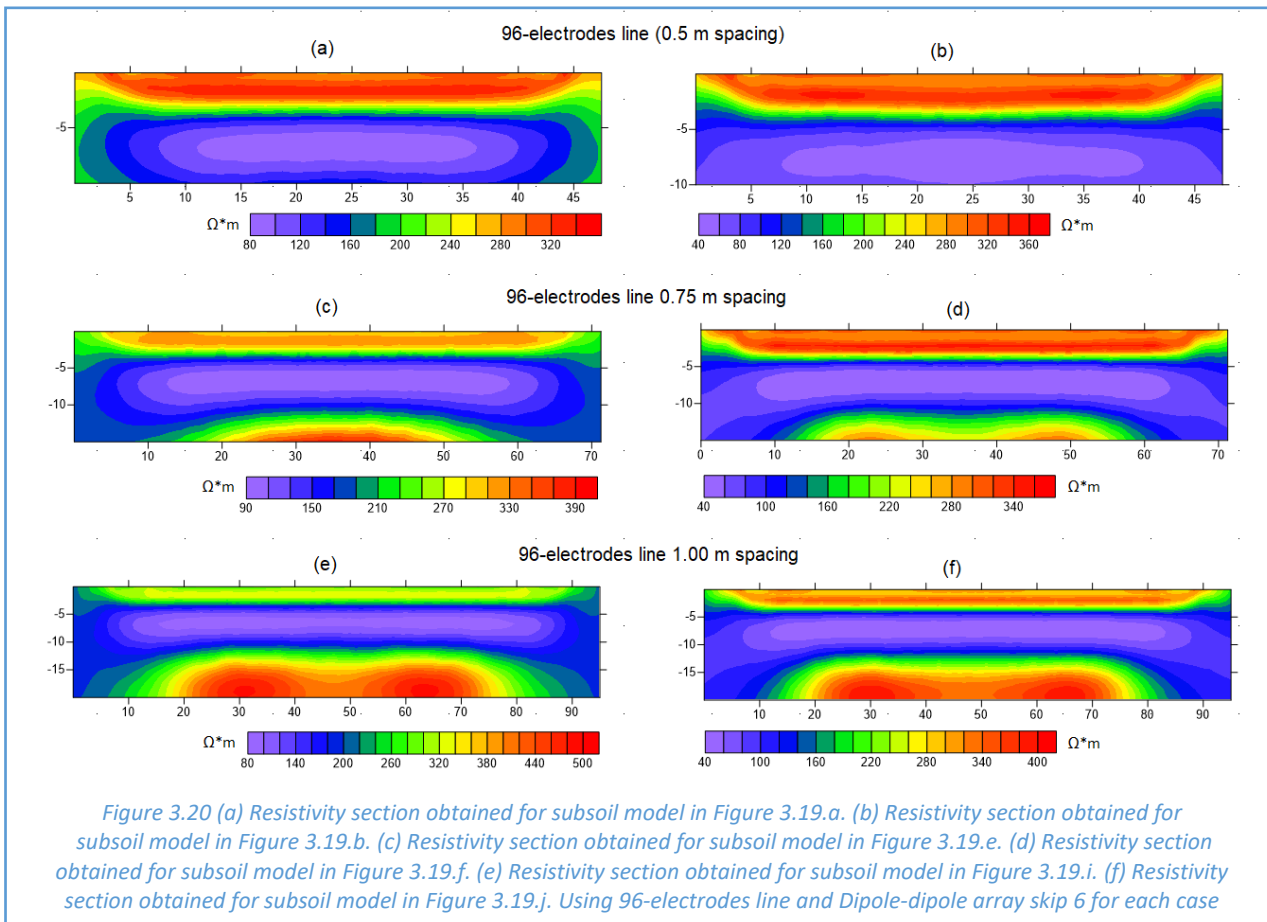 96-electrodes line (0.5 m spacing)
(a)
(b)
-5
5 10 15 20 25 30 35 40 45
Ω*m
80 120 160 200 240 280 320
-5
-10
5 10 15 20 25 30 35 40 45
40 80 120 160 200 240 280 320 360
Ω*m
96-electrodes line 0.75 m spacing
(c)
(d)
-5
-10
10 20 30 40 50 60 70
Ω*m
90 150 210 270 330 390
-5
-10
0 10 20 30 40 50 60 70
40 100 160 220 280 340
Ω*m
96-electrodes line 1.00 m spacing
(e)
(f)
-5
-10
-15
10 20 30 40 50 60 70 80 90
Ω*m
80 140 200 260 320 380 440 500
-5
-10
-15
10 20 30 40 50 60 70 80 90
40 100 160 220 280 340 400
Ω*m
Figure 3.20 (a) Resistivity section obtained for subsoil model in Figure 3.19.a. (b) Resistivity section obtained for
subsoil model in Figure 3.19.b. (c) Resistivity section obtained for subsoil model in Figure 3.19.e. (d) Resistivity section
obtained for subsoil model in Figure 3.19.f. (e) Resistivity section obtained for subsoil model in Figure 3.19.i. (f) Resistivity
section obtained for subsoil model in Figure 3.19.j. Using 96-electrodes line and Dipole-dipole array skip 6 for each case